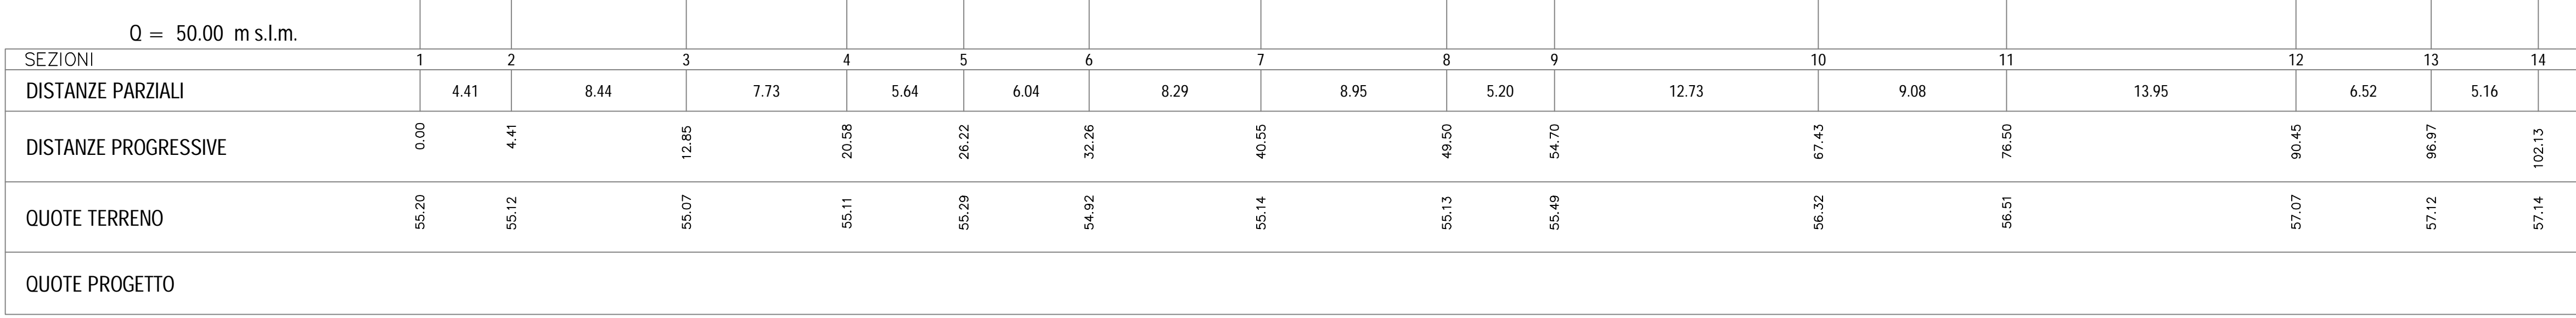 Q = 50.00 m s.l.m.
SEZIONI 1 2 3 4 5 6 7 8 9 10 11 12 13 14
DISTANZE PARZIALI 4.41 8.44 7.73 5.64 6.04 8.29 8.95 5.20 12.73 9.08 13.95 6.52 5.16
DISTANZE PROGRESSIVE 0.00 4.41 12.85 20.58 26.22 32.26 40.55 49.50 54.70 67.43 76.50 90.45 96.97 102.13
QUOTE TERRENO 55.20 55.12 55.07 55.11 55.29 54.92 55.14 55.13 55.49 56.32 56.51 57.07 57.12 57.14
QUOTE PROGETTO